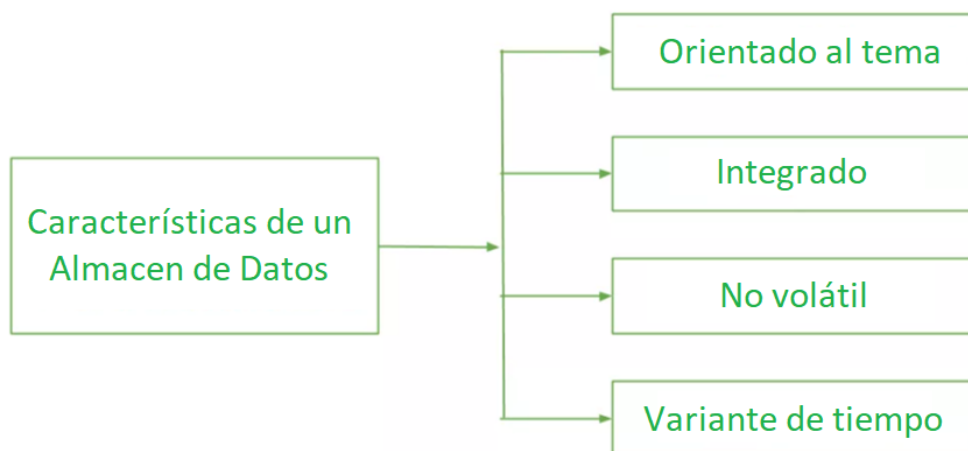 Características de un
Almacen de Datos
Orientado al tema
Integrado
No volátil
Variante de tiempo